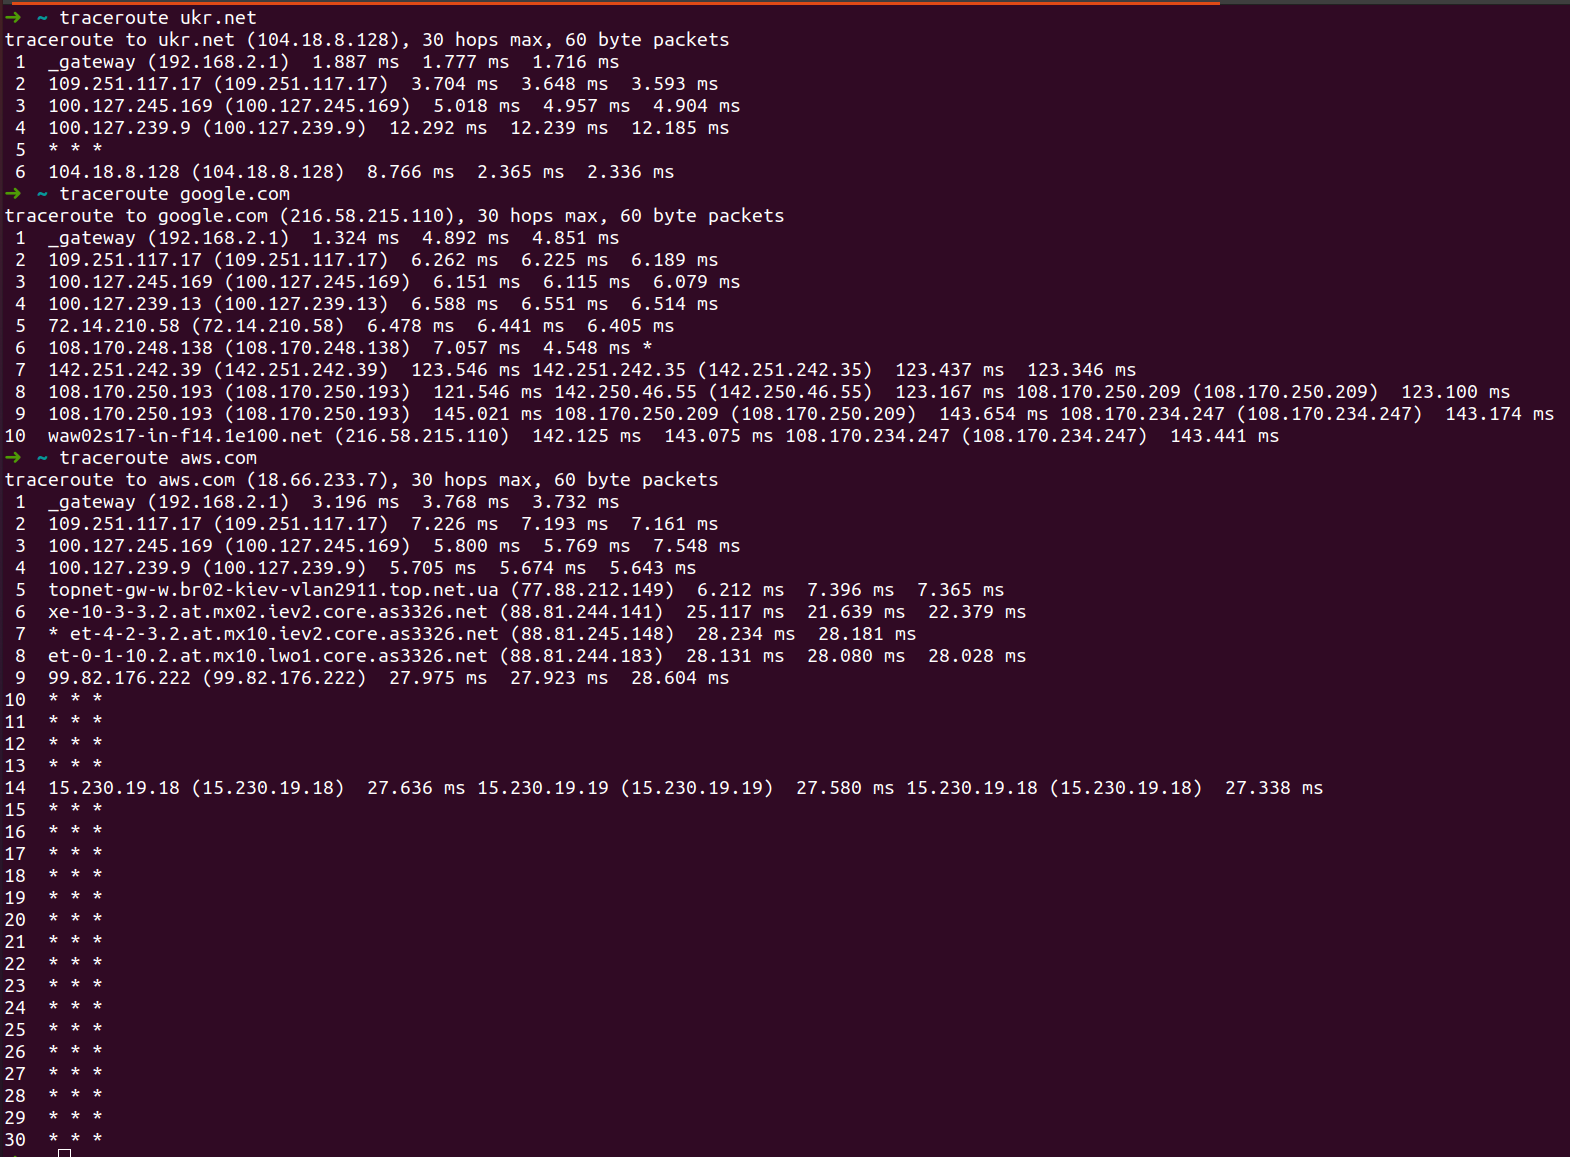 ➜ ~ traceroute ukr.net
traceroute to ukr.net (104.18.8.128), 30 hops max, 60 byte packets
 1  _gateway (192.168.2.1)  1.887 ms  1.777 ms  1.716 ms
 2  109.251.117.17 (109.251.117.17)  3.704 ms  3.648 ms  3.593 ms
 3  100.127.245.169 (100.127.245.169)  5.018 ms  4.957 ms  4.904 ms
 4  100.127.239.9 (100.127.239.9)  12.292 ms  12.239 ms  12.185 ms
 5  * * *
 6  104.18.8.128 (104.18.8.128)  8.766 ms  2.365 ms  2.336 ms
➜ ~ traceroute google.com
traceroute to google.com (216.58.215.110), 30 hops max, 60 byte packets
 1  _gateway (192.168.2.1)  1.324 ms  4.892 ms  4.851 ms
 2  109.251.117.17 (109.251.117.17)  6.262 ms  6.225 ms  6.189 ms
 3  100.127.245.169 (100.127.245.169)  6.151 ms  6.115 ms  6.079 ms
 4  100.127.239.13 (100.127.239.13)  6.588 ms  6.551 ms  6.514 ms
 5  72.14.210.58 (72.14.210.58)  6.478 ms  6.441 ms  6.405 ms
 6  108.170.248.138 (108.170.248.138)  7.057 ms  4.548 ms *
 7  142.251.242.39 (142.251.242.39)  123.546 ms 142.251.242.35 (142.251.242.35)  123.437 ms  123.346 ms
 8  108.170.250.193 (108.170.250.193)  121.546 ms 142.250.46.55 (142.250.46.55)  123.167 ms 108.170.250.209 (108.170.250.209)  123.100 ms
 9  108.170.250.193 (108.170.250.193)  145.021 ms 108.170.250.209 (108.170.250.209)  143.654 ms 108.170.234.247 (108.170.234.247)  143.174 ms
10  waw02s17-in-f14.1e100.net (216.58.215.110)  142.125 ms  143.075 ms 108.170.234.247 (108.170.234.247)  143.441 ms
➜ ~ traceroute aws.com
traceroute to aws.com (18.66.233.7), 30 hops max, 60 byte packets
 1  _gateway (192.168.2.1)  3.196 ms  3.768 ms  3.732 ms
 2  109.251.117.17 (109.251.117.17)  7.226 ms  7.193 ms  7.161 ms
 3  100.127.245.169 (100.127.245.169)  5.800 ms  5.769 ms  7.548 ms
 4  100.127.239.9 (100.127.239.9)  5.705 ms  5.674 ms  5.643 ms
 5  topnet-gw-w.br02-kiev-vlan2911.top.net.ua (77.88.212.149)  6.212 ms  7.396 ms  7.365 ms
 6  xe-10-3-3.2.at.mx02.iev2.core.as3326.net (88.81.244.141)  25.117 ms  21.639 ms  22.379 ms
 7  * et-4-2-3.2.at.mx10.iev2.core.as3326.net (88.81.245.148)  28.234 ms  28.181 ms
 8  et-0-1-10.2.at.mx10.lwo1.core.as3326.net (88.81.244.183)  28.131 ms  28.080 ms  28.028 ms
 9  99.82.176.222 (99.82.176.222)  27.975 ms  27.923 ms  28.604 ms
10  * * *
11  * * *
12  * * *
13  * * *
14  15.230.19.18 (15.230.19.18)  27.636 ms 15.230.19.19 (15.230.19.19)  27.580 ms 15.230.19.18 (15.230.19.18)  27.338 ms
15  * * *
16  * * *
17  * * *
18  * * *
19  * * *
20  * * *
21  * * *
22  * * *
23  * * *
24  * * *
25  * * *
26  * * *
27  * * *
28  * * *
29  * * *
30  * * *